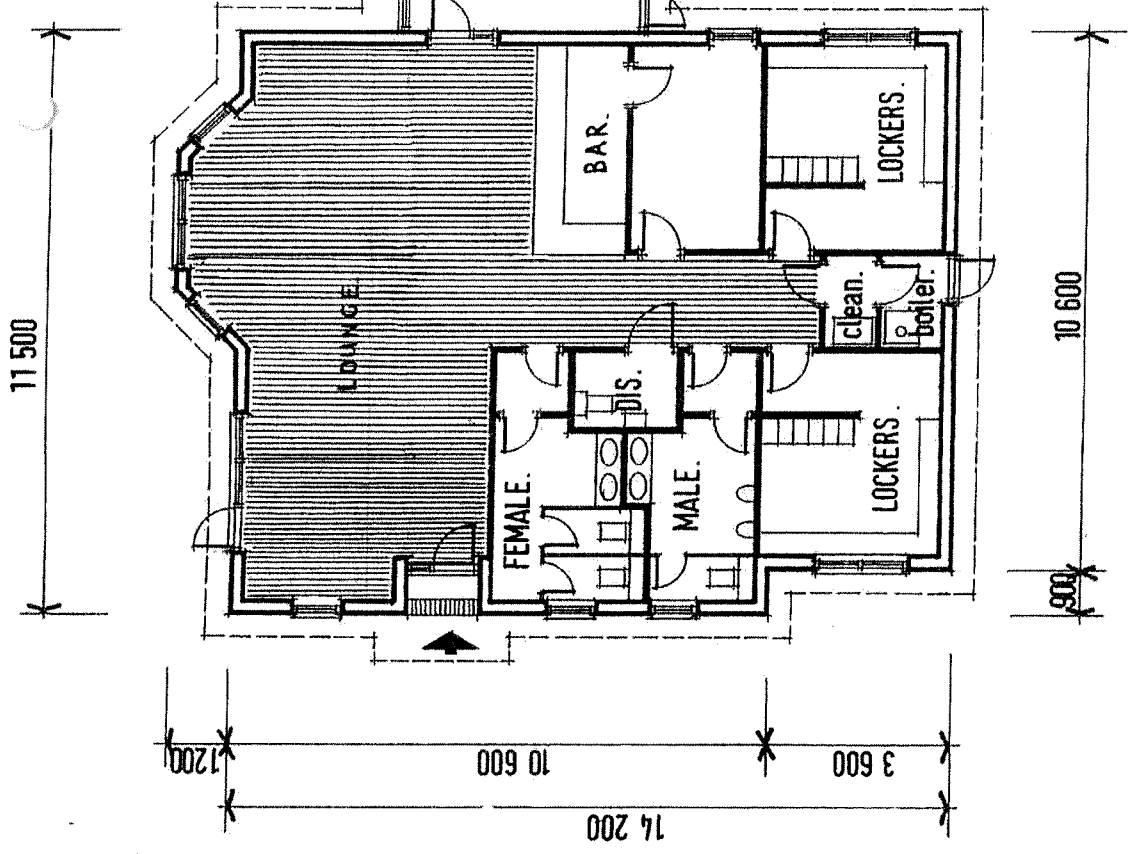 11 500
LOUNGE.
BAR.
LOCKERS.
clean.
boiler.
DIS.
FEMALE.
MALE.
LOCKERS.
10 600
900
1200
10 600
3 600
14 200